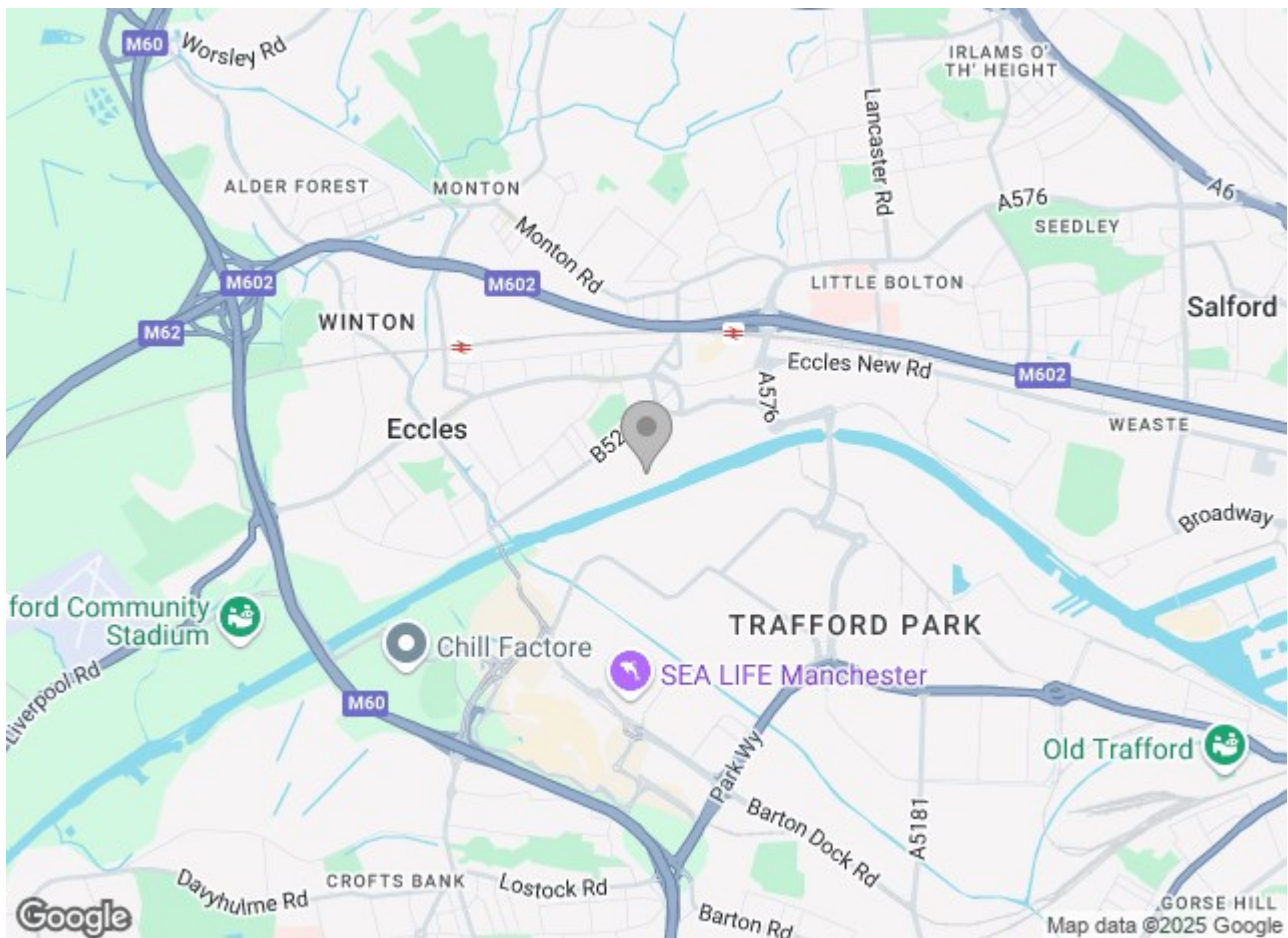 M60
Worsley Rd
IRLAMS O'
TH' HEIGHT
Lancaster Rd
A6
ALDER FOREST
MONTON
A576
SEEDLEY
Monton Rd
M602
M602
LITTLE BOLTON
Salford
M62
WINTON
Eccles New Rd
M602
A576
WEASTE
Eccles
B52
Broadway
ford Community
Stadium
TRAFFORD PARK
Chill Factore
SEA LIFE Manchester
Liverpool Rd
M60
Old Trafford
Park Wy
Barton Dock Rd
A5181
CROFTS BANK
Lostock Rd
Davyhulme Rd
Barton Rd
GORSE HILL
Google
Map data ©2025 Google